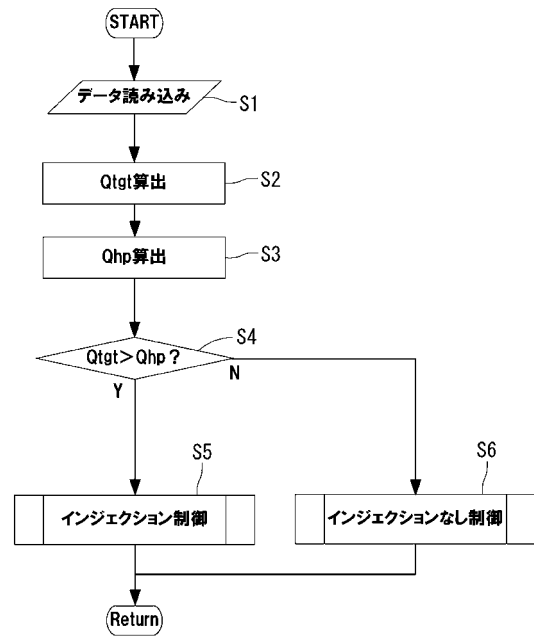 START
データ読み込み
S1
Qtgt算出
S2
Qhp算出
S3
Qtgt＞Qhp？
S4
Y
N
インジェクション制御
S5
インジェクションなし制御
S6
Return